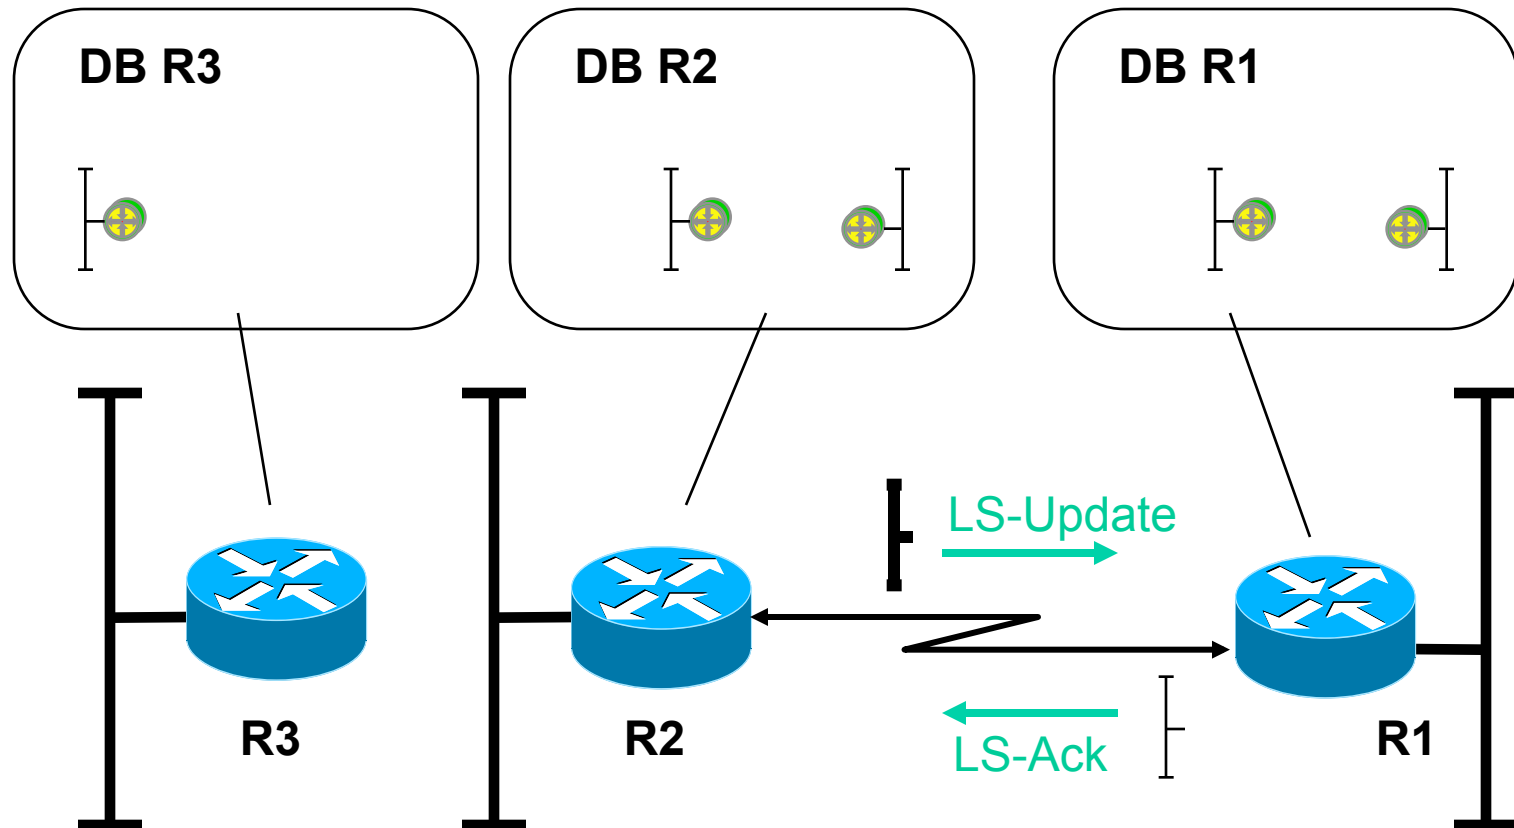 DB R3
DB R2
DB R1
LS-Update
R3
R2
LS-Ack
R1